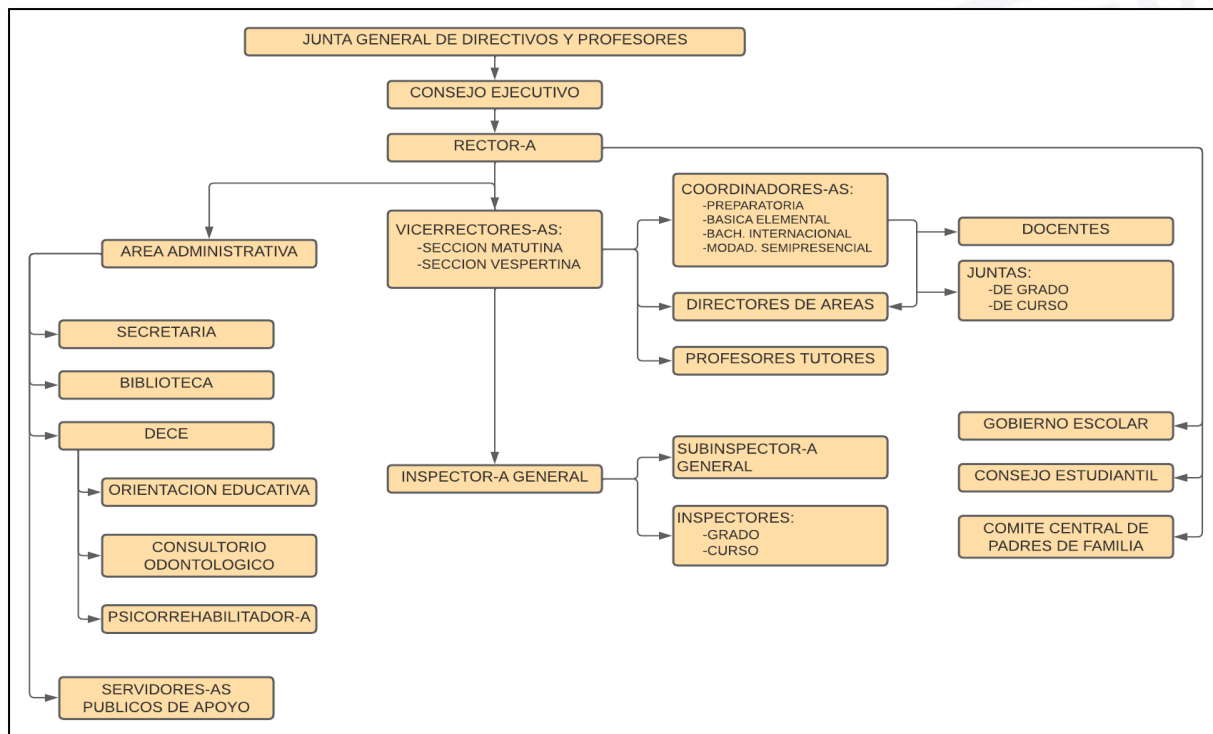 JUNTA GENERAL DE DIRECTIVOS Y PROFESORES
CONSEJO EJECUTIVO
RECTOR-A
AREA ADMINISTRATIVA
SECRETARIA
BIBLIOTECA
DECE
ORIENTACION EDUCATIVA
CONSULTORIO
ODONTOLOGICO
PSICORREHABILITADOR-A
SERVIDORES-AS
PUBLICOS DE APOYO
VICERRECTORES-AS:
-SECCION MATUTINA
-SECCION VESPERTINA
COORDINADORES-AS:
-PREPARATORIA
-BASICA ELEMENTAL
-BACH. INTERNACIONAL
-MODAD. SEMIPRESENCIAL
DIRECTORES DE AREAS
PROFESORES TUTORES
DOCENTES
JUNTAS:
-DE GRADO
-DE CURSO
INSPECTOR-A GENERAL
SUBINSPECTOR-A
GENERAL
INSPECTORES:
-GRADO
-CURSO
GOBIERNO ESCOLAR
CONSEJO ESTUDIANTIL
COMITE CENTRAL DE
PADRES DE FAMILIA